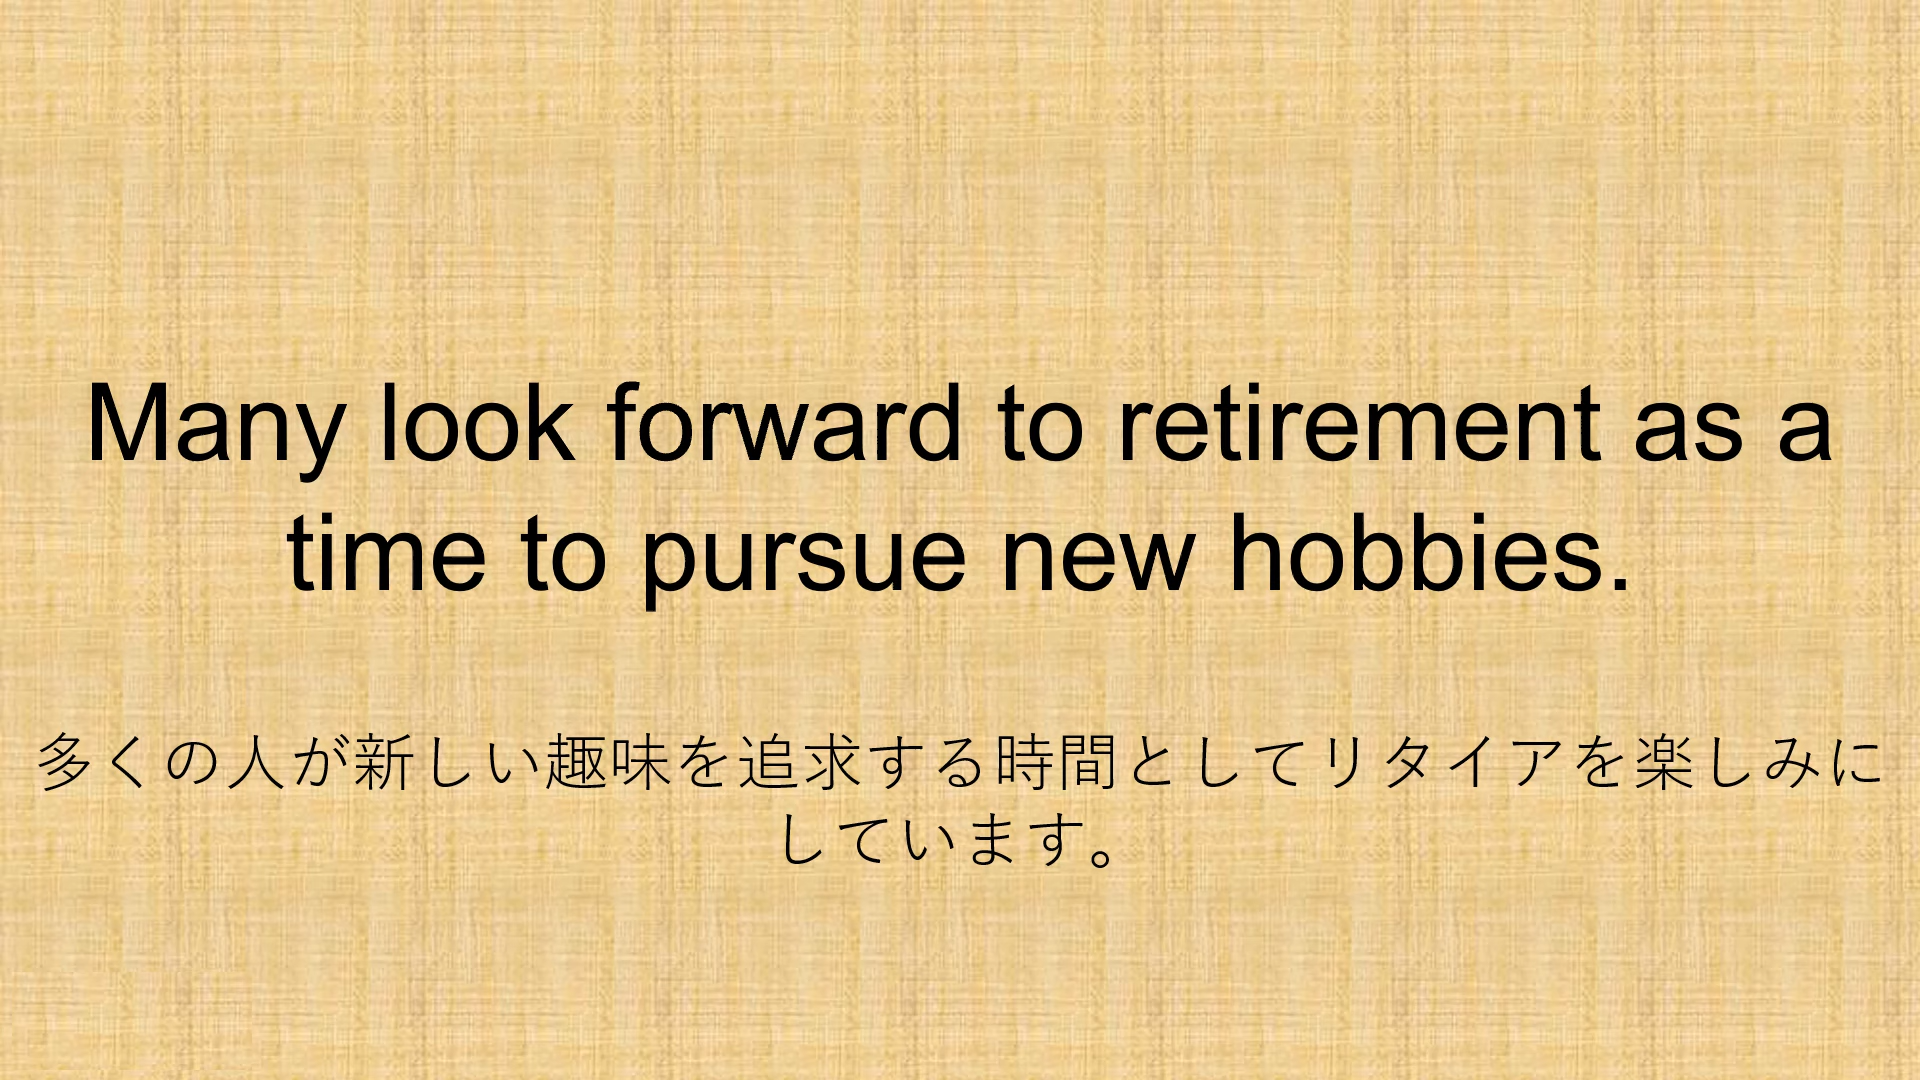 Many look forward to retirement as a
time to pursue new hobbies.
多くの人が新しい趣味を追求する時間としてリタイアを楽しみに
しています。